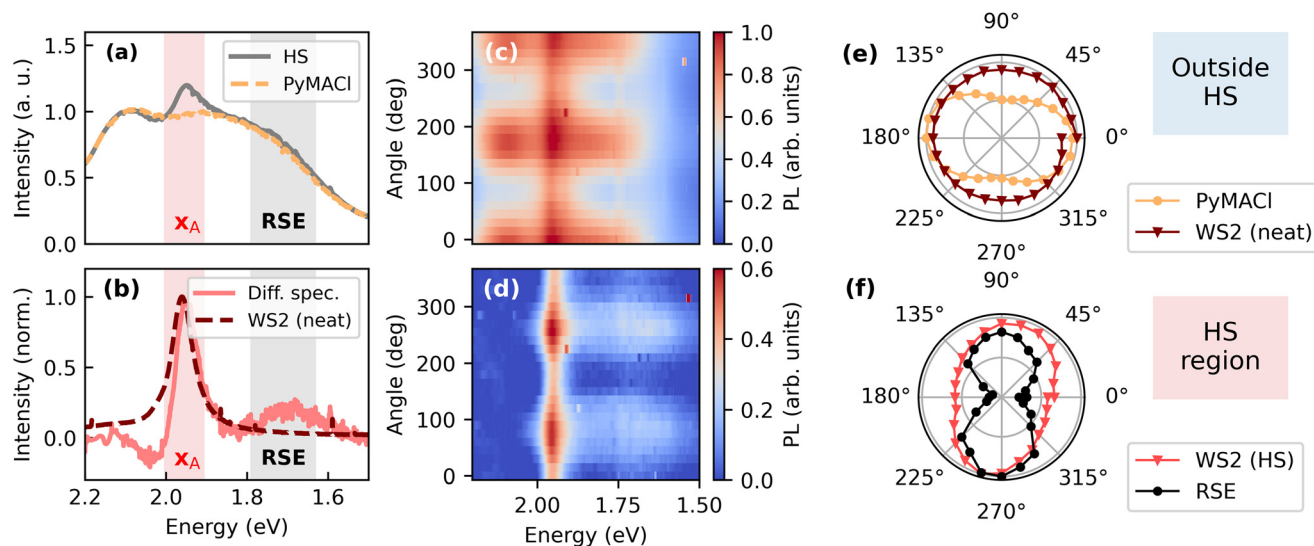 (a)
HS
PyMACl
x_A
RSE
1.5
1.0
0.5
0.0
Intensity (a. u.)
(b)
Diff. spec.
WS2 (neat)
x_A
RSE
1.0
0.5
0.0
Intensity (norm.)
2.2 2.0 1.8 1.6
Energy (eV)
(c)
300
200
100
0
Angle (deg)
1.0
0.8
0.6
0.4
0.2
0.0
PL (arb. units)
(d)
300
200
100
0
Angle (deg)
2.00 1.75 1.50
Energy (eV)
0.6
0.4
0.2
0.0
PL (arb. units)
(e)
90°
135° 45°
180° 0°
225° 315°
270°
Outside
HS
PyMACl
WS2 (neat)
(f)
90°
135° 45°
180° 0°
225° 315°
270°
HS
region
WS2 (HS)
RSE